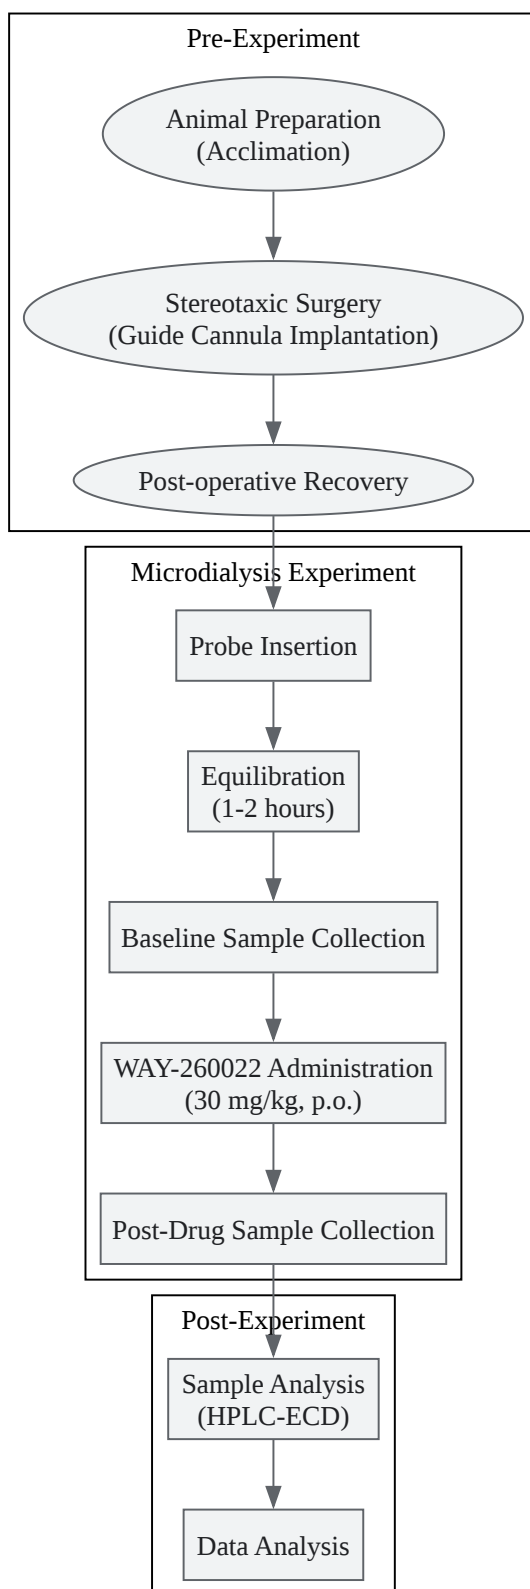 Pre-Experiment
Animal Preparation
(Acclimation)
Stereotaxic Surgery
(Guide Cannula Implantation)
Post-operative Recovery
Microdialysis Experiment
Probe Insertion
Equilibration
(1-2 hours)
Baseline Sample Collection
WAY-260022 Administration
(30 mg/kg, p.o.)
Post-Drug Sample Collection
Post-Experiment
Sample Analysis
(HPLC-ECD)
Data Analysis